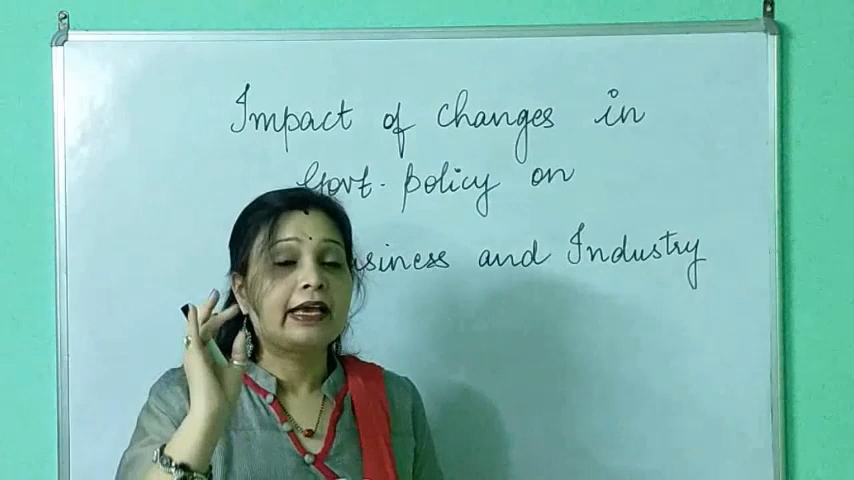 Impact of changes in
Govt. policy on
and Industry